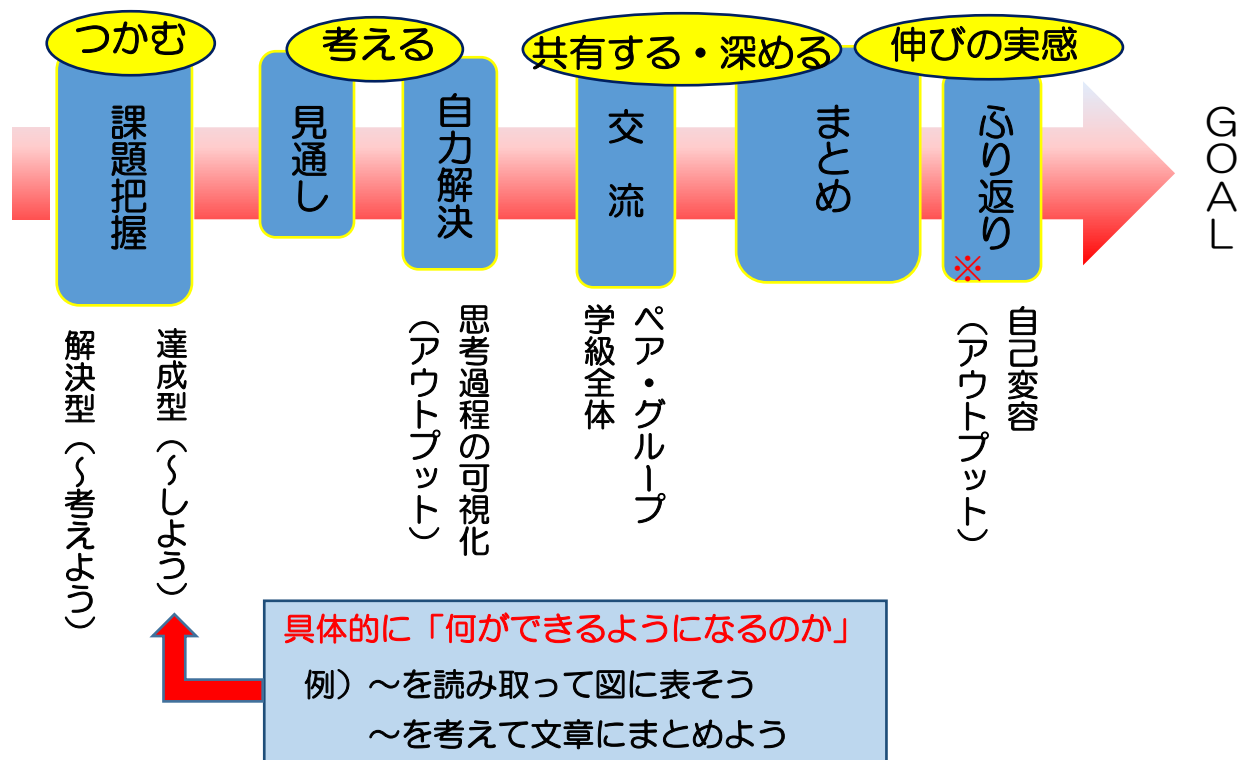 つかむ
考える
共有する・深める
伸びの実感
課題把握
見通し
自力解決
交 流
まとめ
ふり返り
※
GOAL
達成型(~しよう)
解決型(~考えよう)
思考過程の可視化
(アウトプット)
ペア・グループ
学級全体
自己変容
(アウトプット)
具体的に「何ができるようになるのか」
例)~を読み取って図に表そう
~を考えて文章にまとめよう